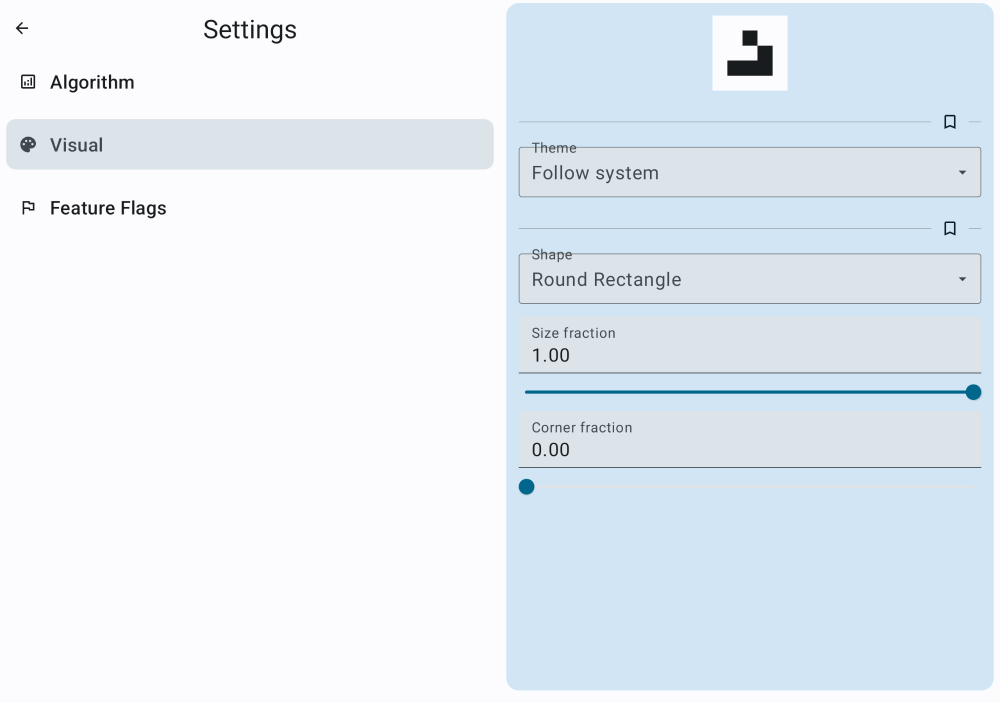 Settings
Algorithm
Visual
Feature Flags
Theme
Follow system
Shape
Round Rectangle
Size fraction
1.00
Corner fraction
0.00